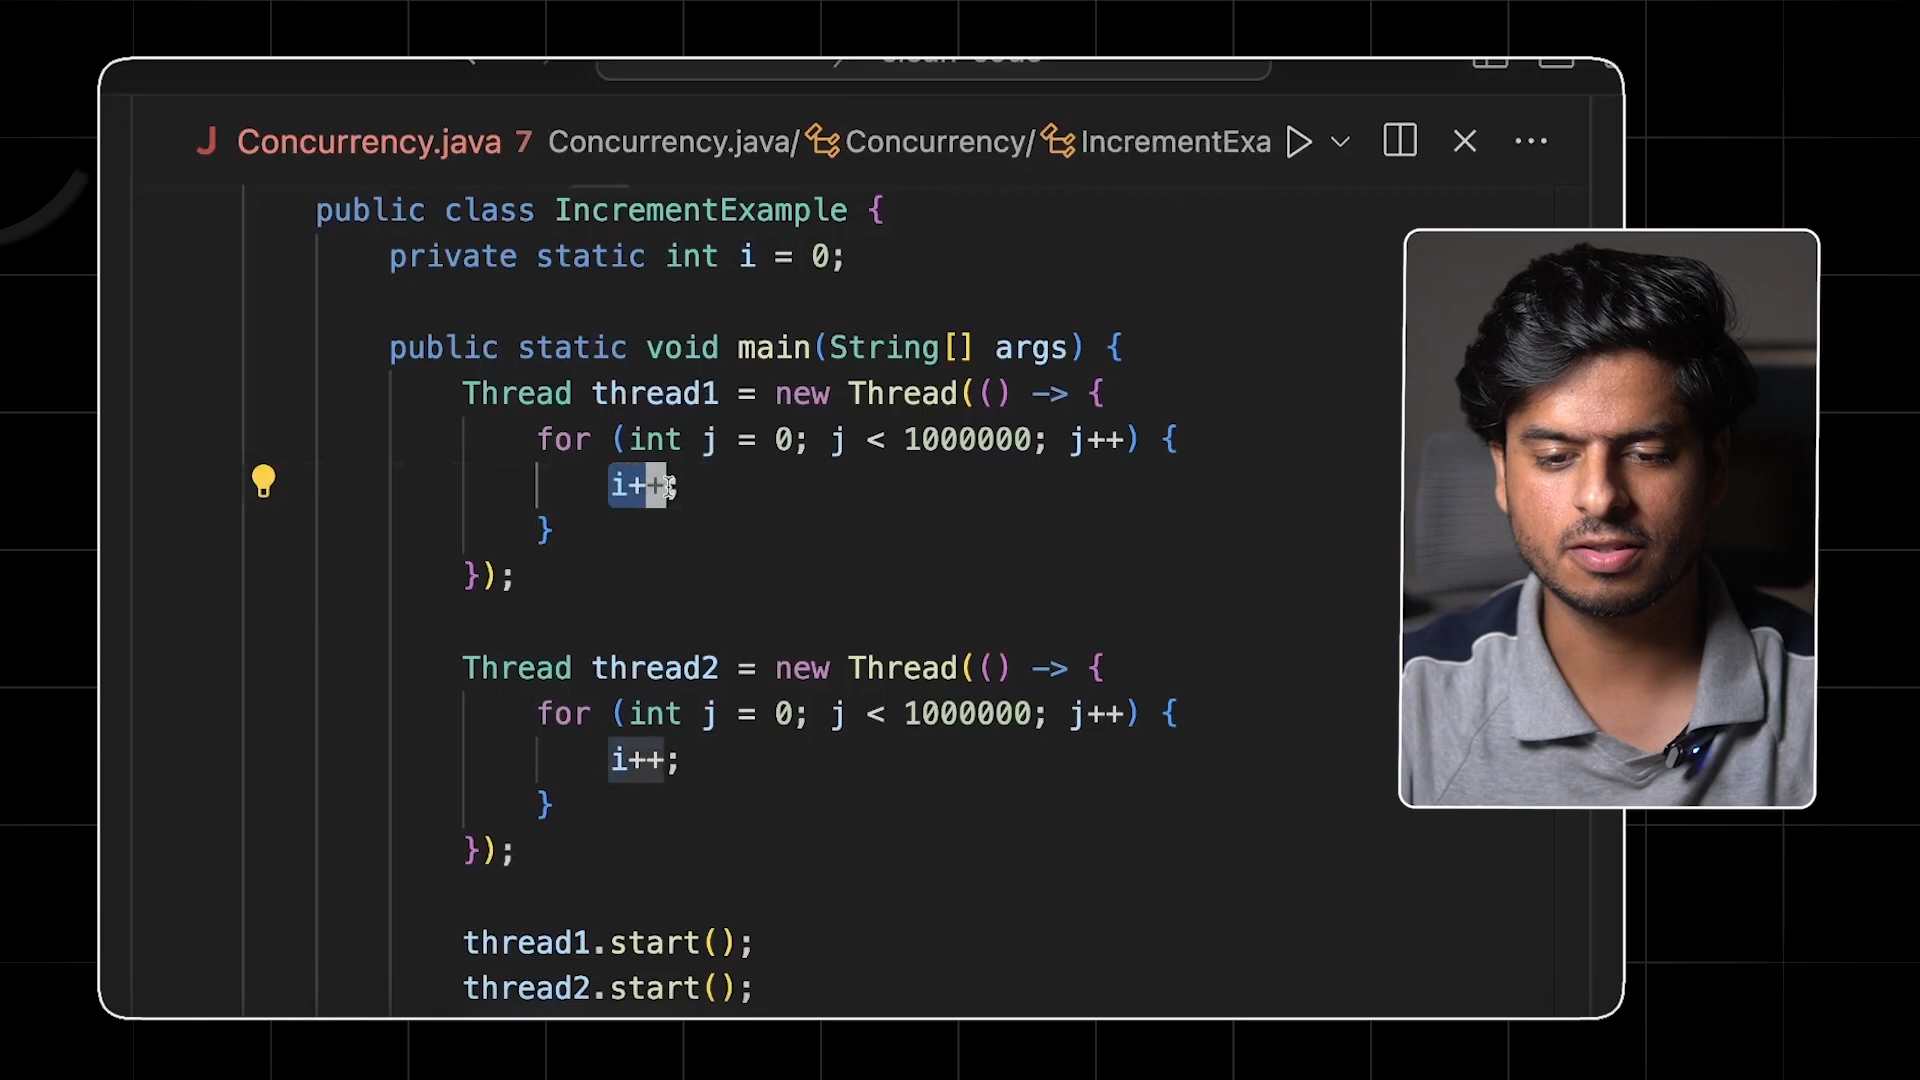 clean-code
Concurrency.java 7 Concurrency.java/ Concurrency/ IncrementExa
public class IncrementExample {
private static int i = 0;
public static void main(String[] args) {
Thread thread1 = new Thread(() -> {
for (int j = 0; j < 1000000; j++) {
i++;
}
});
Thread thread2 = new Thread(() -> {
for (int j = 0; j < 1000000; j++) {
i++;
}
});
thread1.start();
thread2.start();